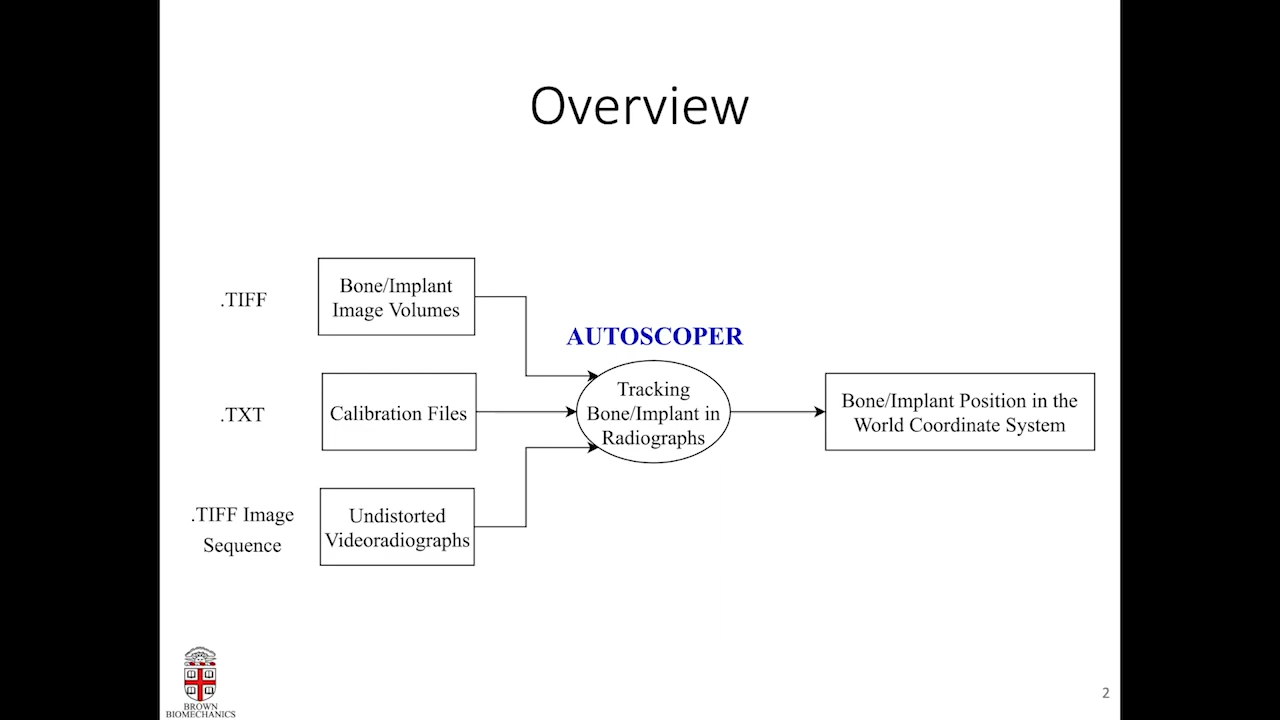 Overview
.TIFF
Bone/Implant
Image Volumes
AUTOSCOPER
.TXT
Calibration Files
Tracking
Bone/Implant in
Radiographs
Bone/Implant Position in the
World Coordinate System
.TIFF Image
Sequence
Undistorted
Videoradiographs
BROWN
BIOMECHANICS
2